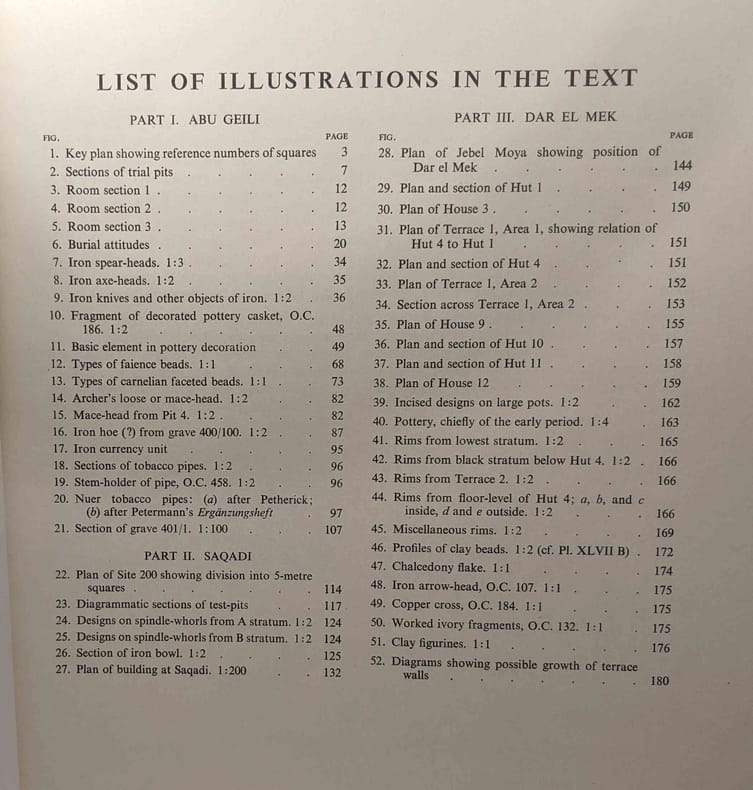 LIST OF ILLUSTRATIONS IN THE TEXT
PART I. ABU GEILI
FIG. PAGE
1. Key plan showing reference numbers of squares 3
2. Sections of trial pits . . . . . 7
3. Room section 1 . . . . . . 12
4. Room section 2 . . . . . . 12
5. Room section 3 . . . . . . 13
6. Burial attitudes . . . . . . 20
7. Iron spear-heads. 1:3 . . . . . 34
8. Iron axe-heads. 1:2 . . . . . 35
9. Iron knives and other objects of iron. 1:2 . 36
10. Fragment of decorated pottery casket, O.C.
186. 1:2 . . . . . . 48
11. Basic element in pottery decoration . . 49
12. Types of faience beads. 1:1 . . . . 68
13. Types of carnelian faceted beads. 1:1 . . 73
14. Archer's loose or mace-head. 1:2 . . . 82
15. Mace-head from Pit 4. 1:2 . . . . 82
16. Iron hoe (?) from grave 400/100. 1:2 . . 87
17. Iron currency unit . . . . . 95
18. Sections of tobacco pipes. 1:2 . . . 96
19. Stem-holder of pipe, O.C. 458. 1:2 . . 96
20. Nuer tobacco pipes: (a) after Petherick;
(b) after Petermann's Ergänzungsheft . 97
21. Section of grave 401/1. 1:100 . . . 107
PART II. SAQADI
22. Plan of Site 200 showing division into 5-metre
squares . . . . . . . 114
23. Diagrammatic sections of test-pits . . 117
24. Designs on spindle-whorls from A stratum. 1:2 124
25. Designs on spindle-whorls from B stratum. 1:2 124
26. Section of iron bowl. 1:2 . . . . 125
27. Plan of building at Saqadi. 1:200 . . 132
PART III. DAR EL MEK
FIG. PAGE
28. Plan of Jebel Moya showing position of
Dar el Mek . . . . . . 144
29. Plan and section of Hut 1 . . . . 149
30. Plan of House 3 . . . . . . 150
31. Plan of Terrace 1, Area 1, showing relation of
Hut 4 to Hut 1 . . . . . 151
32. Plan and section of Hut 4 . . . . 151
33. Plan of Terrace 1, Area 2 . . . . 152
34. Section across Terrace 1, Area 2 . . . 153
35. Plan of House 9 . . . . . . 155
36. Plan and section of Hut 10 . . . . 157
37. Plan and section of Hut 11 . . . . 158
38. Plan of House 12 . . . . . 159
39. Incised designs on large pots. 1:2 . . 162
40. Pottery, chiefly of the early period. 1:4 . 163
41. Rims from lowest stratum. 1:2 . . . 165
42. Rims from black stratum below Hut 4. 1:2 . 166
43. Rims from Terrace 2. 1:2 . . . . 166
44. Rims from floor-level of Hut 4; a, b, and c
inside, d and e outside. 1:2 . . . 166
45. Miscellaneous rims. 1:2 . . . . 169
46. Profiles of clay beads. 1:2 (cf. Pl. XLVII B) . 172
47. Chalcedony flake. 1:1 . . . . 174
48. Iron arrow-head, O.C. 107. 1:1 . . . 175
49. Copper cross, O.C. 184. 1:1 . . . 175
50. Worked ivory fragments, O.C. 132. 1:1 . 175
51. Clay figurines. 1:1 . . . . . 176
52. Diagrams showing possible growth of terrace
walls . . . . . . . 180